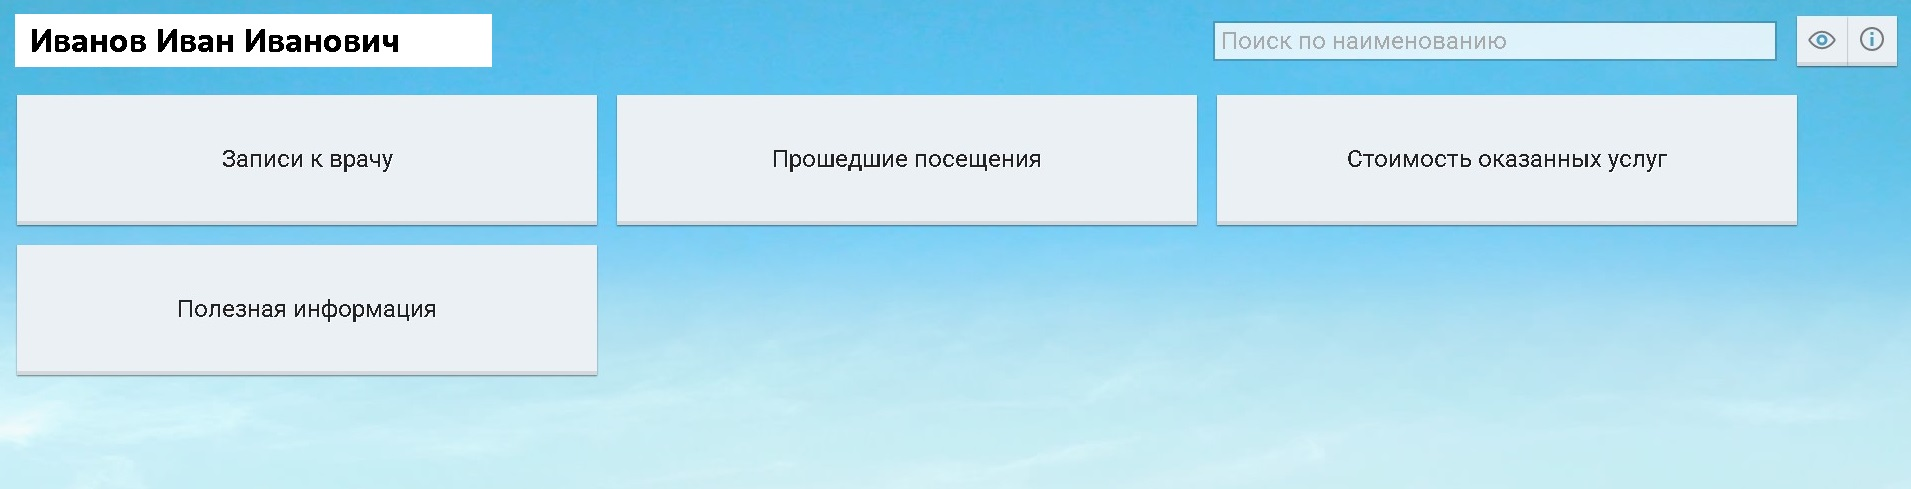 Иванов Иван Иванович
Поиск по наименованию
Записи к врачу
Прошедшие посещения
Стоимость оказанных услуг
Полезная информация